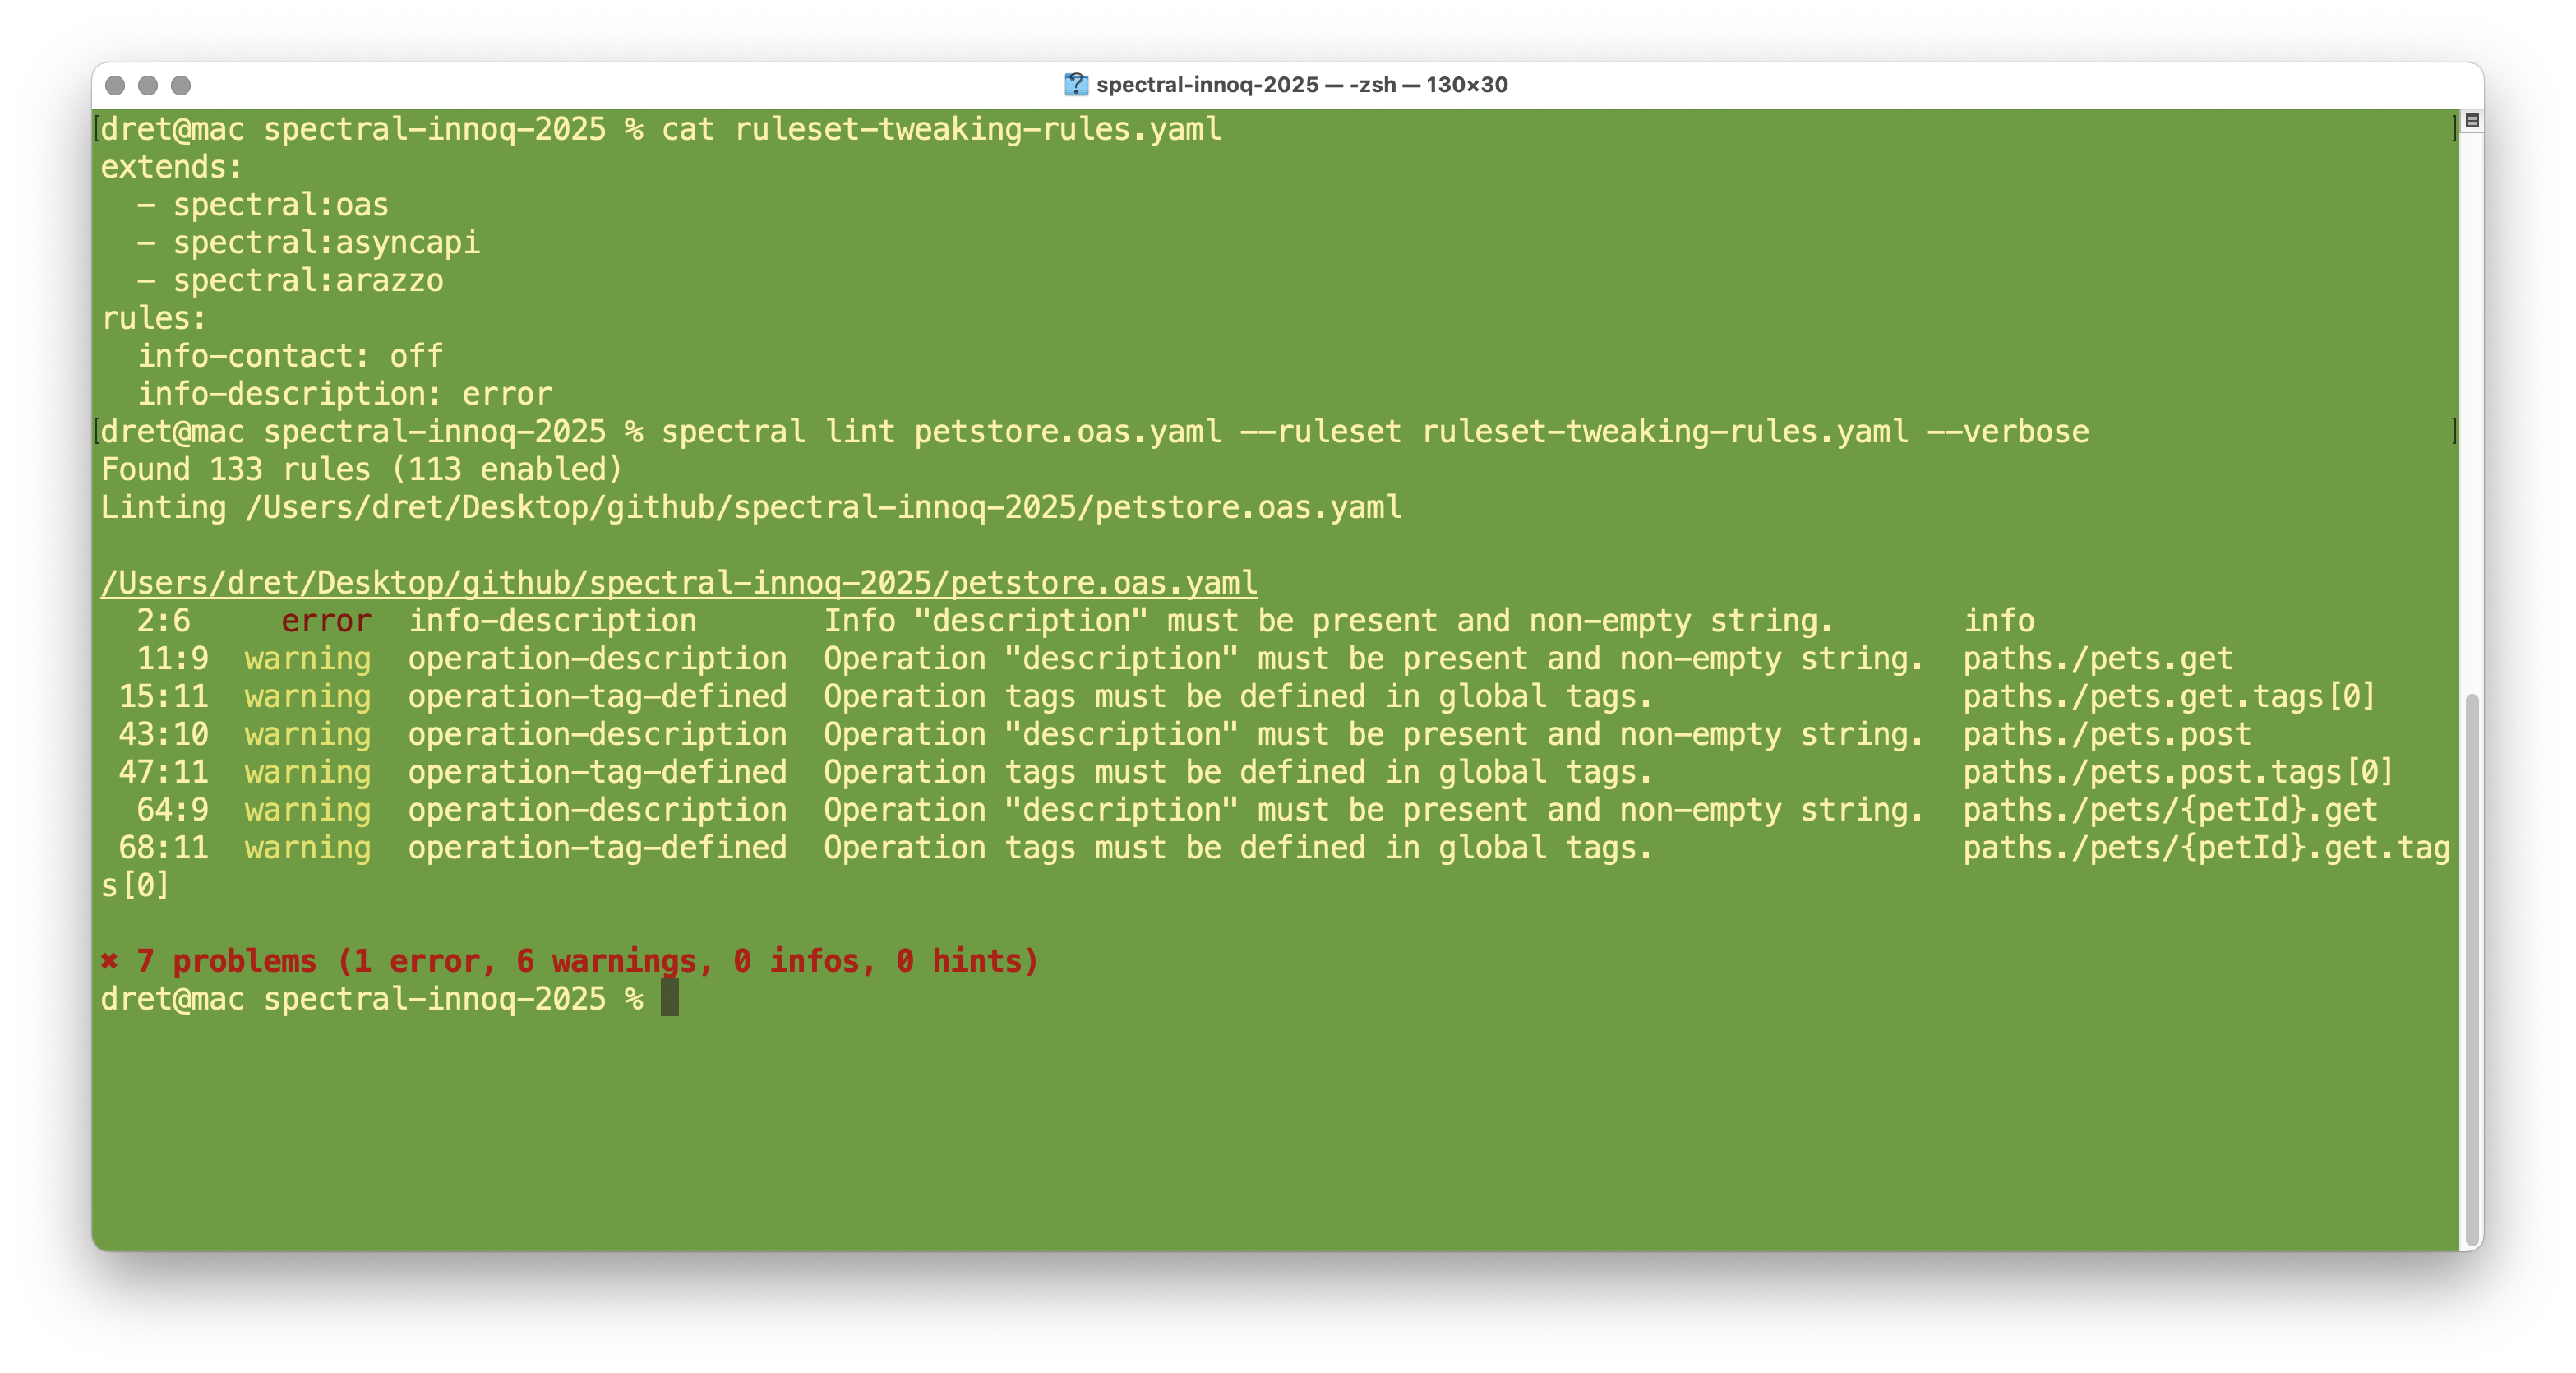 spectral-innoq-2025 — -zsh — 130×30
[dret@mac spectral-innoq-2025 % cat ruleset-tweaking-rules.yaml ]
extends:
  - spectral:oas
  - spectral:asyncapi
  - spectral:arazzo
rules:
  info-contact: off
  info-description: error
[dret@mac spectral-innoq-2025 % spectral lint petstore.oas.yaml --ruleset ruleset-tweaking-rules.yaml --verbose ]
Found 133 rules (113 enabled)
Linting /Users/dret/Desktop/github/spectral-innoq-2025/petstore.oas.yaml
/Users/dret/Desktop/github/spectral-innoq-2025/petstore.oas.yaml
  2:6     error  info-description       Info "description" must be present and non-empty string.       info
  11:9  warning  operation-description  Operation "description" must be present and non-empty string.  paths./pets.get
 15:11  warning  operation-tag-defined  Operation tags must be defined in global tags.                 paths./pets.get.tags[0]
 43:10  warning  operation-description  Operation "description" must be present and non-empty string.  paths./pets.post
 47:11  warning  operation-tag-defined  Operation tags must be defined in global tags.                 paths./pets.post.tags[0]
  64:9  warning  operation-description  Operation "description" must be present and non-empty string.  paths./pets/{petId}.get
 68:11  warning  operation-tag-defined  Operation tags must be defined in global tags.                 paths./pets/{petId}.get.tag
s[0]
✖ 7 problems (1 error, 6 warnings, 0 infos, 0 hints)
dret@mac spectral-innoq-2025 %